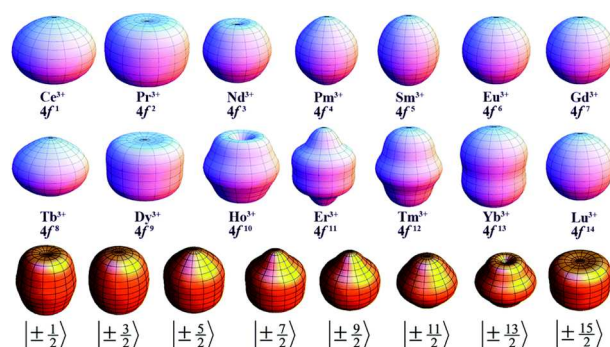 Ce³⁺ Pr³⁺ Nd³⁺ Pm³⁺ Sm³⁺ Eu³⁺ Gd³⁺
4f¹ 4f² 4f³ 4f⁴ 4f⁵ 4f⁶ 4f⁷
Tb³⁺ Dy³⁺ Ho³⁺ Er³⁺ Tm³⁺ Yb³⁺ Lu³⁺
4f⁸ 4f⁹ 4f¹⁰ 4f¹¹ 4f¹² 4f¹³ 4f¹⁴
|± 1/2⟩ |± 3/2⟩ |± 5/2⟩ |± 7/2⟩ |± 9/2⟩ |± 11/2⟩ |± 13/2⟩ |± 15/2⟩